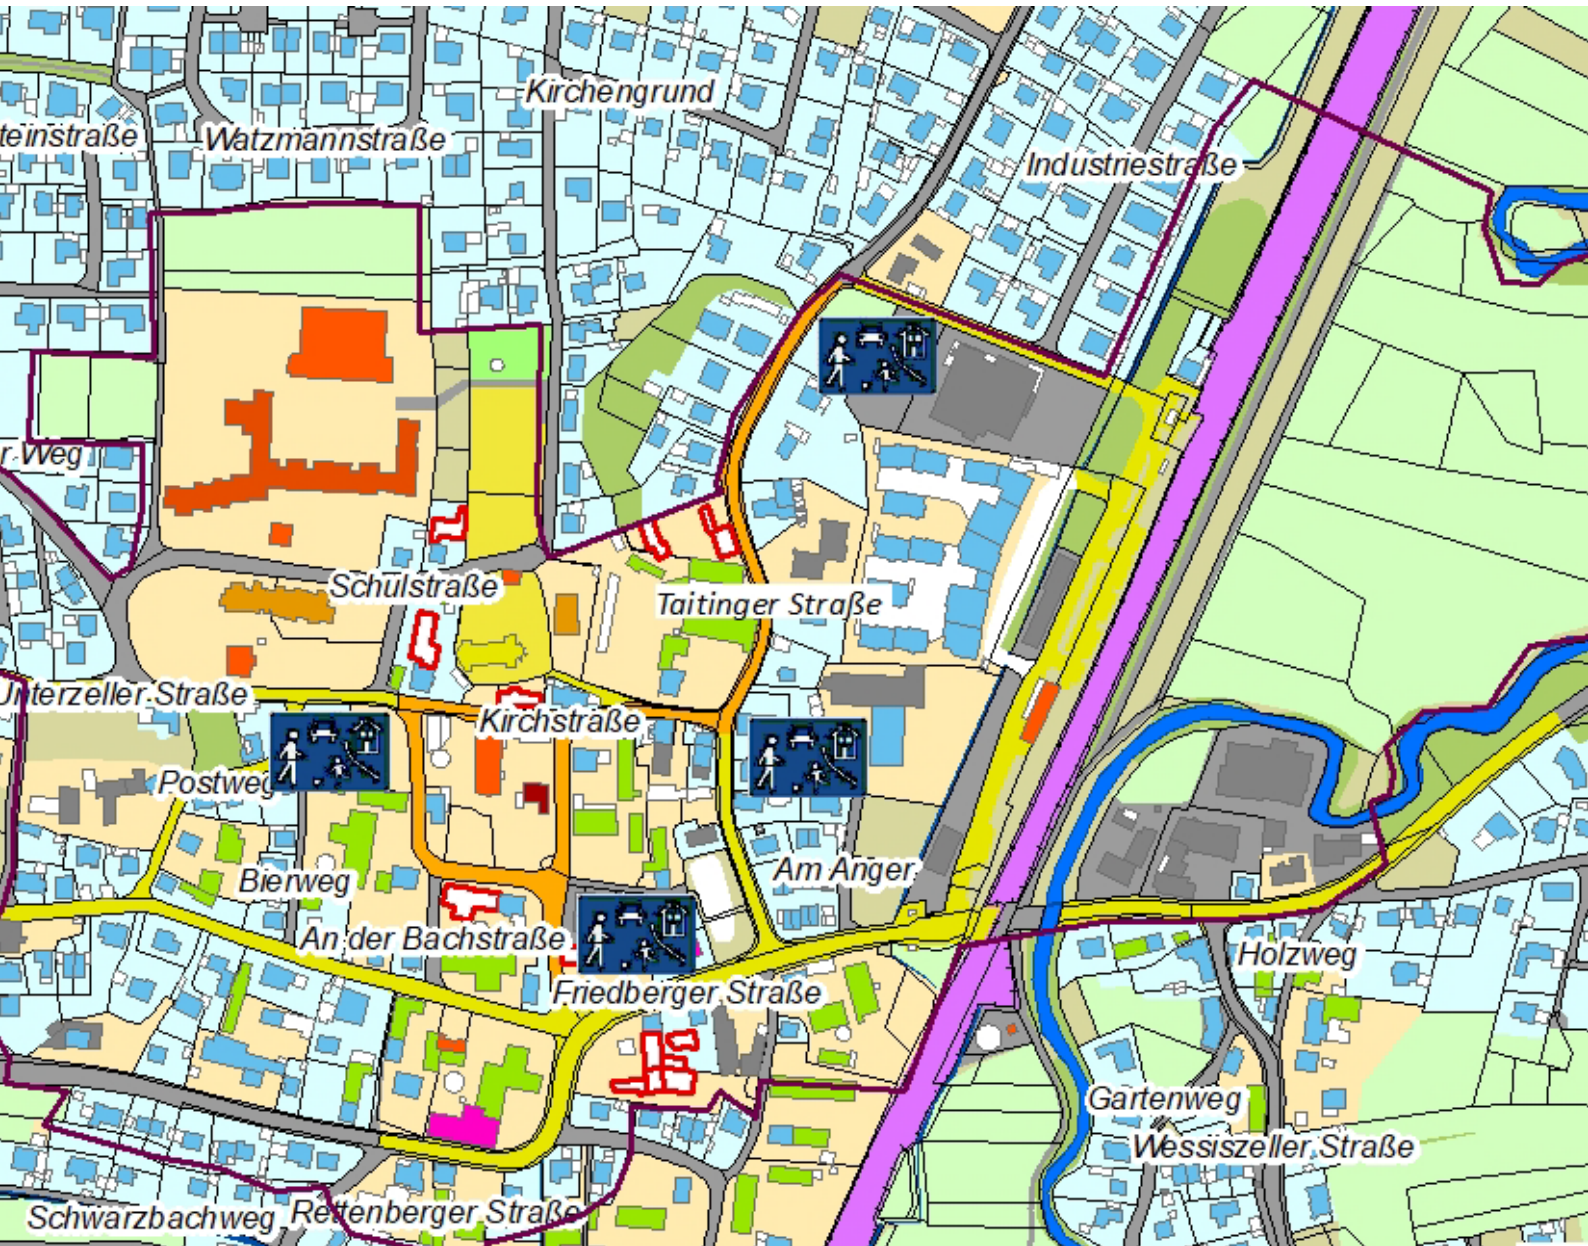 Kirchengrund
teinstraße
Watzmannstraße
Industriestraße
r Weg
Schulstraße
Taitinger Straße
Unterzeller Straße
Kirchstraße
Postweg
Am Anger
Bierweg
An der Bachstraße
Holzweg
Friedberger Straße
Gartenweg
Wessiszeller Straße
Schwarzbachweg
Rettenberger Straße